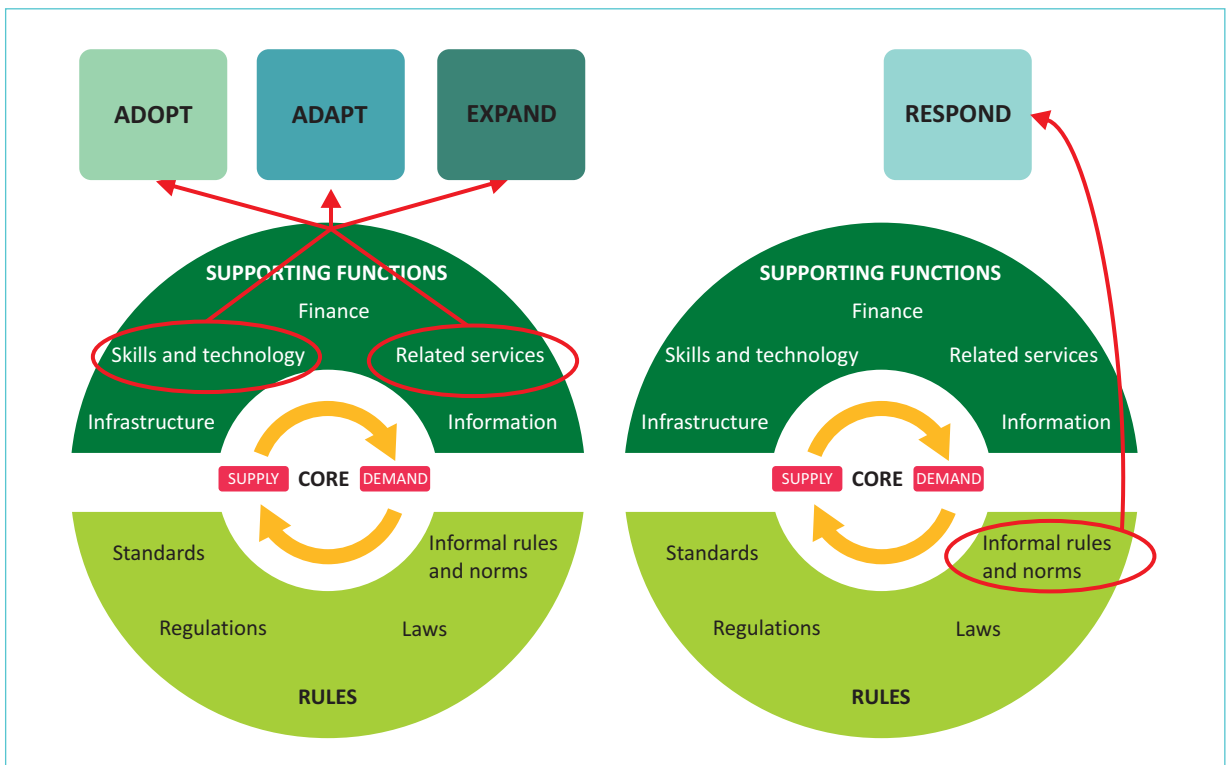 ADOPT
ADAPT
EXPAND
SUPPORTING FUNCTIONS
Finance
Skills and technology
Related services
Infrastructure
Information
SUPPLY
CORE
DEMAND
Standards
Informal rules
and norms
Regulations
Laws
RULES
RESPOND
SUPPORTING FUNCTIONS
Finance
Skills and technology
Related services
Infrastructure
Information
SUPPLY
CORE
DEMAND
Standards
Informal rules
and norms
Regulations
Laws
RULES